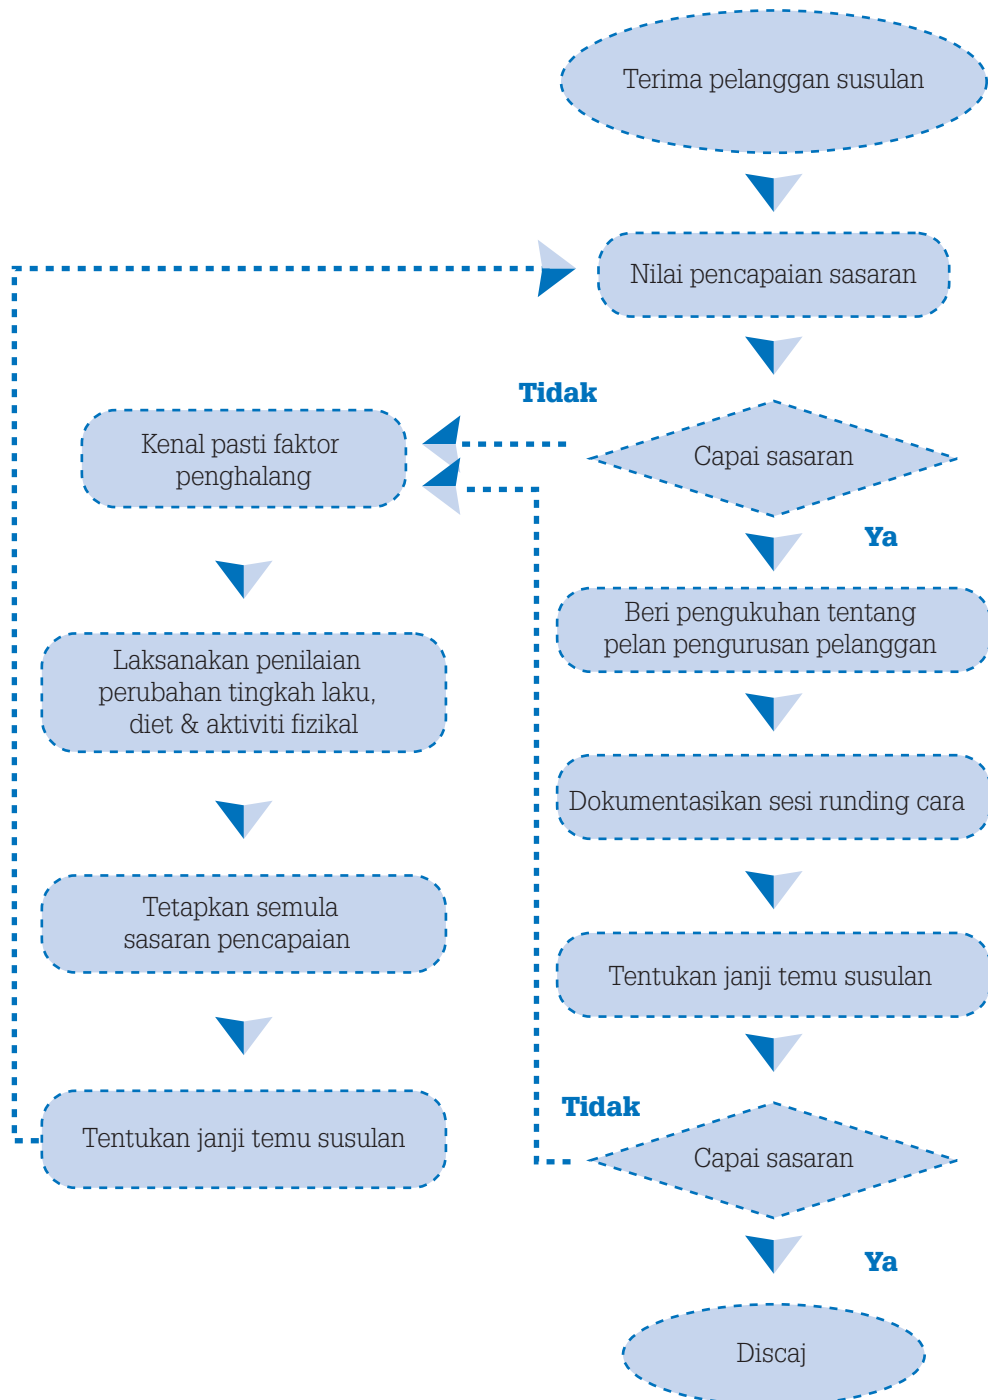 Terima pelanggan susulan
Nilai pencapaian sasaran
Tidak
Capai sasaran
Kenal pasti faktor
penghalang
Ya
Beri pengukuhan tentang
pelan pengurusan pelanggan
Laksanakan penilaian
perubahan tingkah laku,
diet & aktiviti fizikal
Dokumentasikan sesi runding cara
Tetapkan semula
sasaran pencapaian
Tentukan janji temu susulan
Tidak
Tentukan janji temu susulan
Capai sasaran
Ya
Discaj